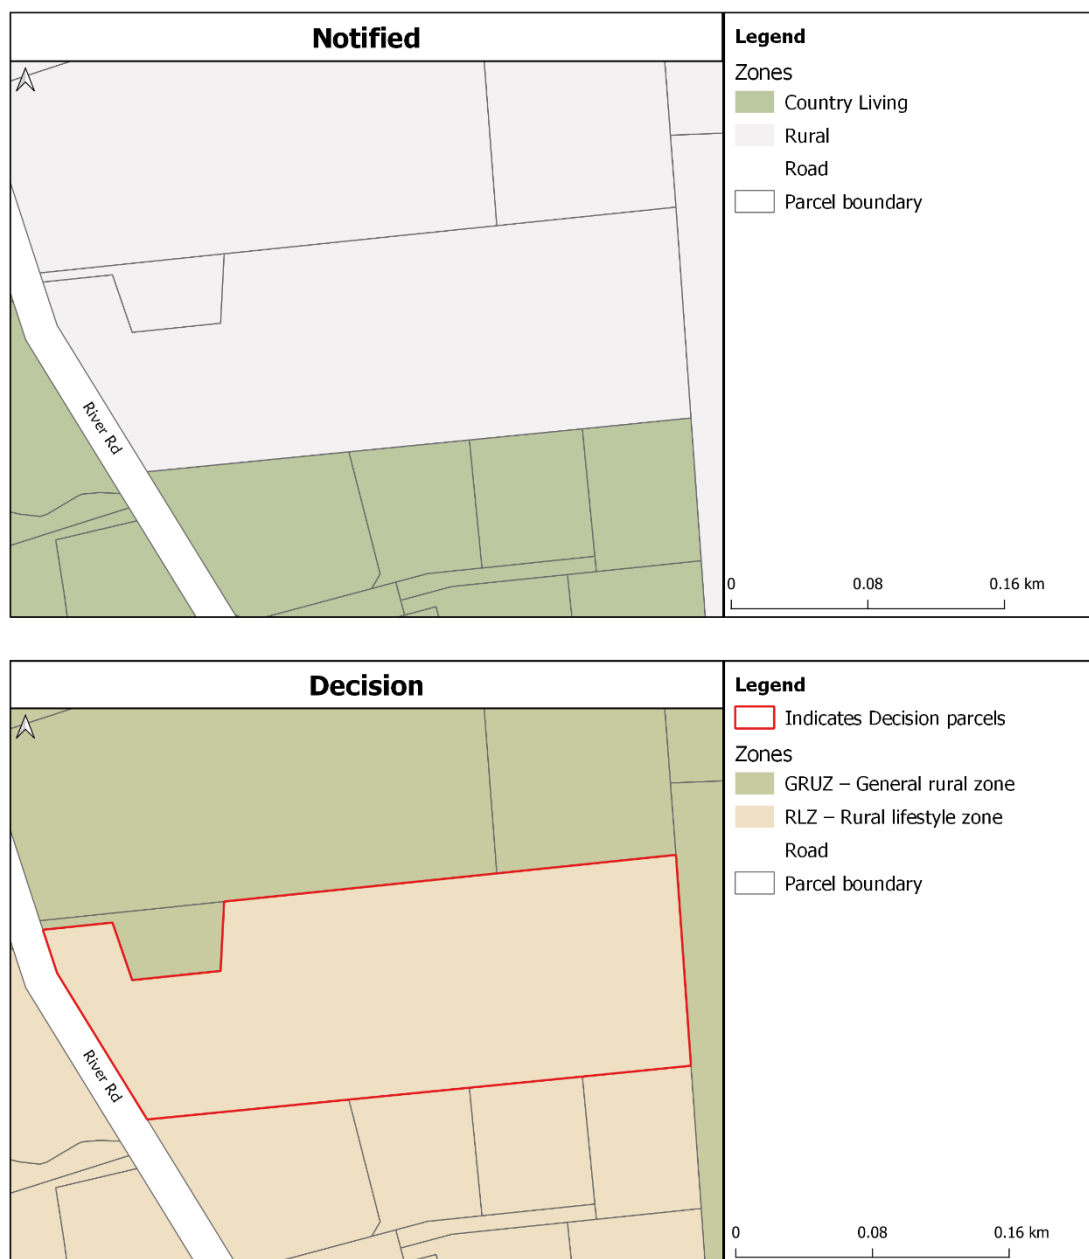 Notified
Legend
Zones
Country Living
Rural
Road
Parcel boundary
River Rd
0 0.08 0.16 km
Decision
Legend
Indicates Decision parcels
Zones
GRUZ – General rural zone
RLZ – Rural lifestyle zone
Road
Parcel boundary
River Rd
0 0.08 0.16 km